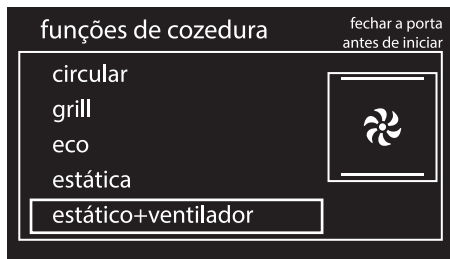 funções de cozedura
fechar a porta
antes de iniciar
circular
grill
eco
estática
estático+ventilador